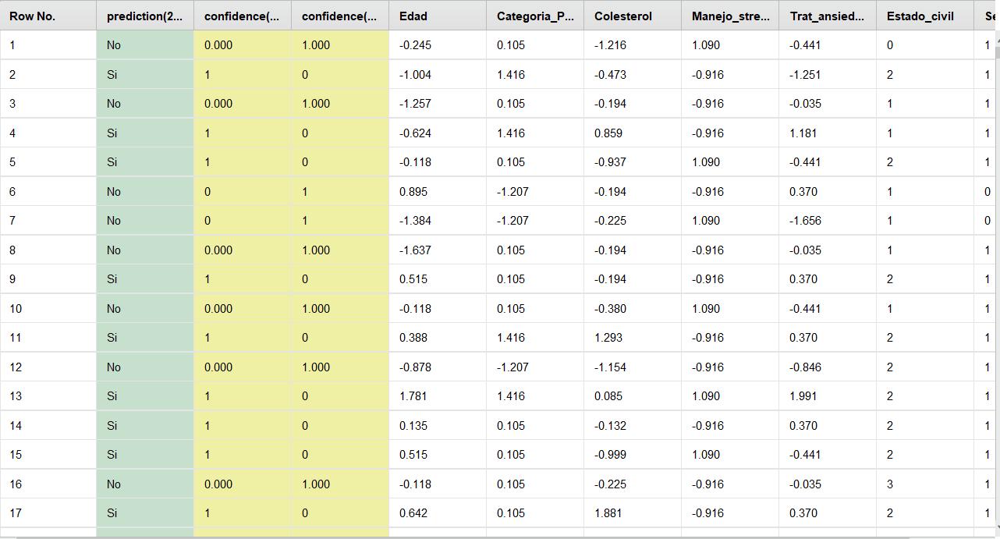 Row No. prediction(2... confidence(... confidence(... Edad Categoria_P... Colesterol Manejo_stre... Trat_ansied... Estado_civil Se
1 No 0.000 1.000 -0.245 0.105 -1.216 1.090 -0.441 0 1
2 Si 1 0 -1.004 1.416 -0.473 -0.916 -1.251 2 1
3 No 0.000 1.000 -1.257 0.105 -0.194 -0.916 -0.035 1 1
4 Si 1 0 -0.624 1.416 0.859 -0.916 1.181 1 1
5 Si 1 0 -0.118 0.105 -0.937 1.090 -0.441 2 1
6 No 0 1 0.895 -1.207 -0.194 -0.916 0.370 1 0
7 No 0 1 -1.384 -1.207 -0.225 1.090 -1.656 1 0
8 No 0.000 1.000 -1.637 0.105 -0.194 -0.916 -0.035 1 1
9 Si 1 0 0.515 0.105 -0.194 -0.916 0.370 2 1
10 No 0.000 1.000 -0.118 0.105 -0.380 1.090 -0.441 1 1
11 Si 1 0 0.388 1.416 1.293 -0.916 0.370 2 1
12 No 0.000 1.000 -0.878 -1.207 -1.154 -0.916 -0.846 2 1
13 Si 1 0 1.781 1.416 0.085 1.090 1.991 2 1
14 Si 1 0 0.135 0.105 -0.132 -0.916 0.370 2 1
15 Si 1 0 0.515 0.105 -0.999 1.090 -0.441 2 1
16 No 0.000 1.000 -0.118 0.105 -0.225 -0.916 -0.035 3 1
17 Si 1 0 0.642 0.105 1.881 -0.916 0.370 2 1